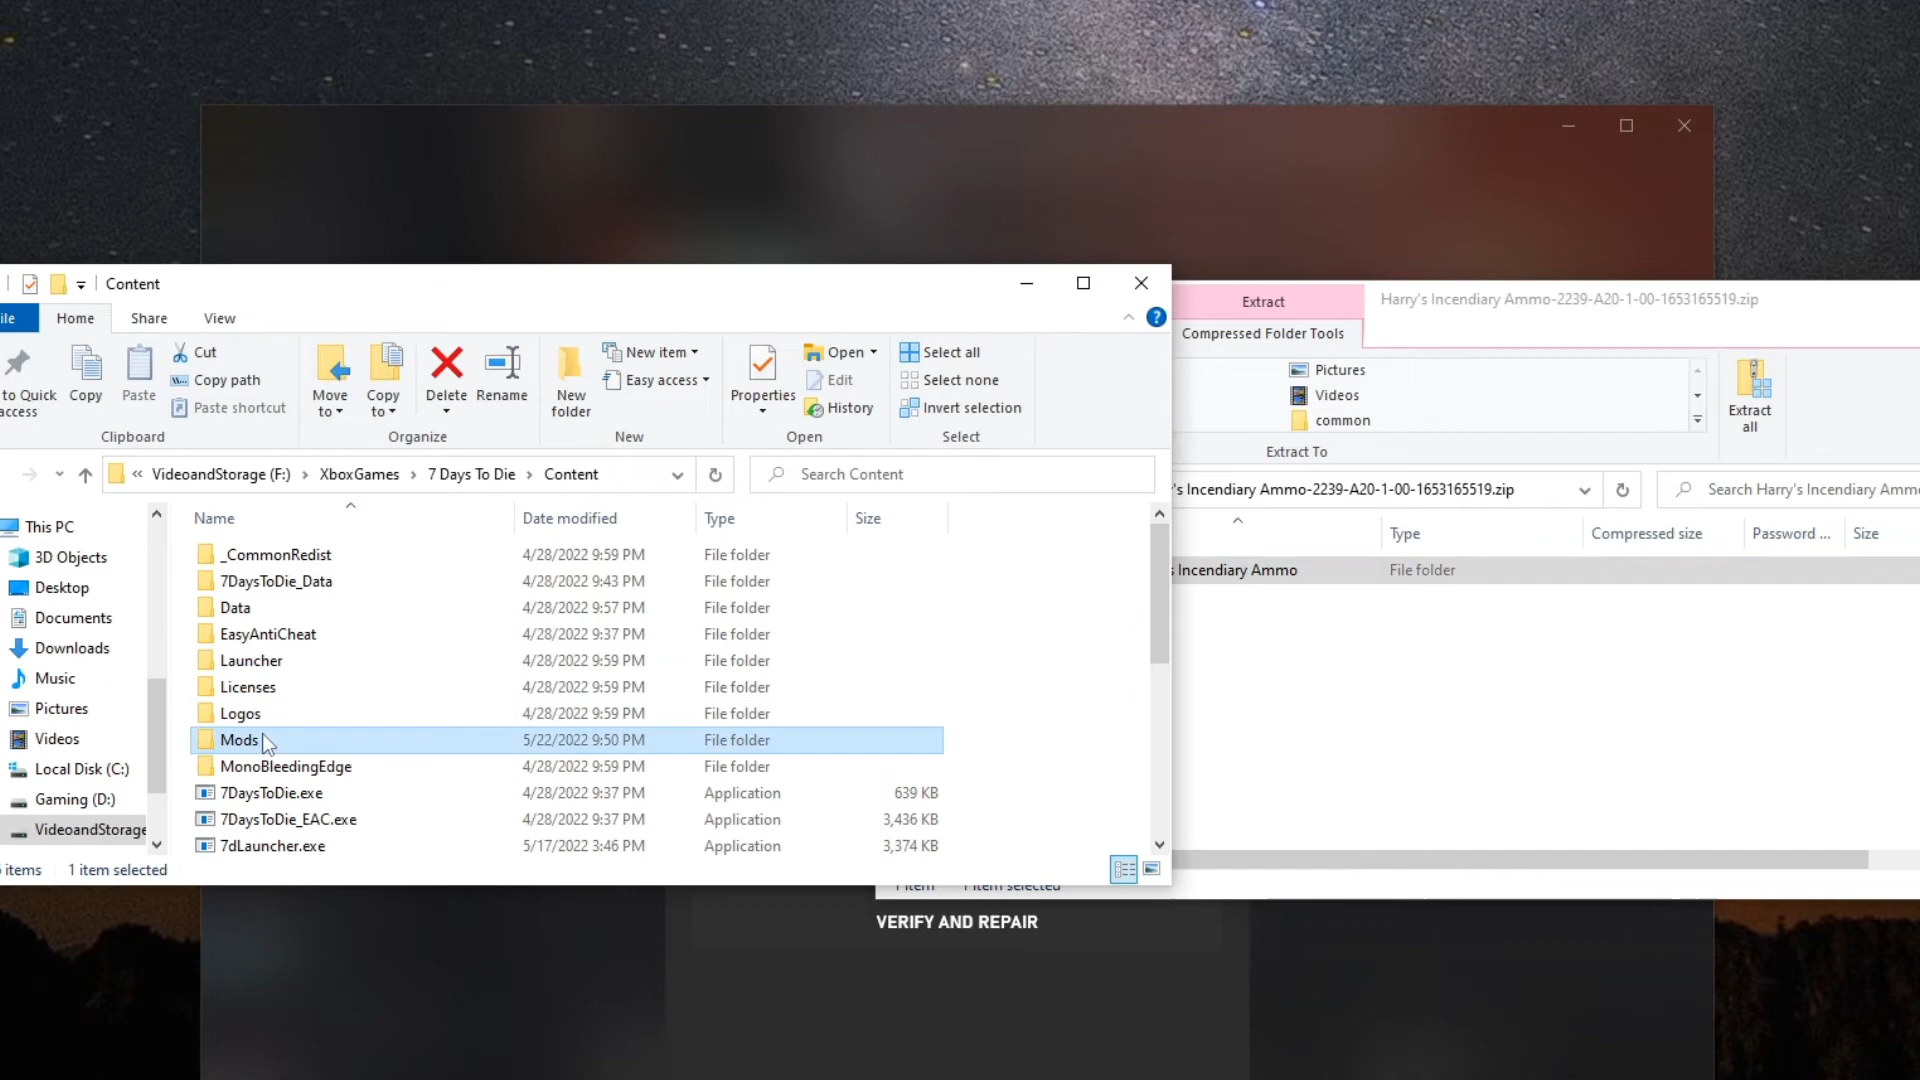 Content
ile Home Share View
to Quick access
Copy
Paste
Cut
Copy path
Paste shortcut
Clipboard
Move to
Copy to
Delete
Rename
Organize
New folder
New item
Easy access
New
Properties
Open
Edit
History
Open
Select all
Select none
Invert selection
Select
« VideoandStorage (F:) > XboxGames > 7 Days To Die > Content
Search Content
This PC
3D Objects
Desktop
Documents
Downloads
Music
Pictures
Videos
Local Disk (C:)
Gaming (D:)
VideoandStorage
Name Date modified Type Size
_CommonRedist 4/28/2022 9:59 PM File folder
7DaysToDie_Data 4/28/2022 9:43 PM File folder
Data 4/28/2022 9:57 PM File folder
EasyAntiCheat 4/28/2022 9:37 PM File folder
Launcher 4/28/2022 9:59 PM File folder
Licenses 4/28/2022 9:59 PM File folder
Logos 4/28/2022 9:59 PM File folder
Mods 5/22/2022 9:50 PM File folder
MonoBleedingEdge 4/28/2022 9:59 PM File folder
7DaysToDie.exe 4/28/2022 9:37 PM Application 639 KB
7DaysToDie_EAC.exe 4/28/2022 9:37 PM Application 3,436 KB
7dLauncher.exe 5/17/2022 3:46 PM Application 3,374 KB
items 1 item selected
Extract
Harry's Incendiary Ammo-2239-A20-1-00-1653165519.zip
Compressed Folder Tools
Pictures
Videos
common
Extract To
Extract all
's Incendiary Ammo-2239-A20-1-00-1653165519.zip
Search Harry's Incendiary Ammo
Type Compressed size Password ... Size
s Incendiary Ammo File folder
1 item 1 item selected
VERIFY AND REPAIR